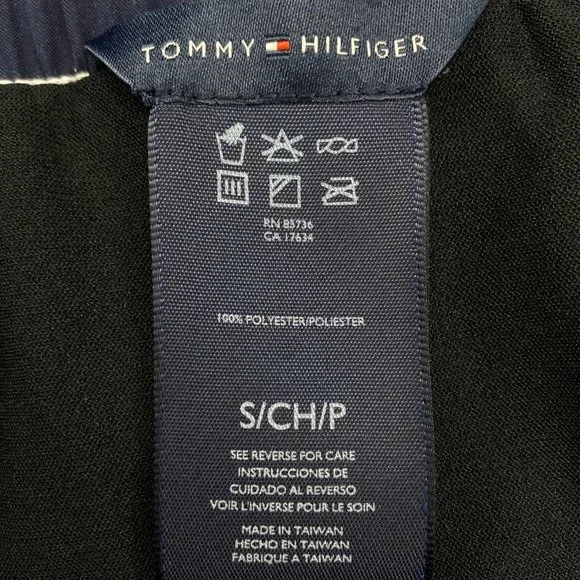 TOMMY HILFIGER
RN 85736
CA 17634
100% POLYESTER/POLIESTER
S/CH/P
SEE REVERSE FOR CARE
INSTRUCCIONES DE
CUIDADO AL REVERSO
VOIR L'INVERSE POUR LE SOIN
MADE IN TAIWAN
HECHO EN TAIWAN
FABRIQUE A TAIWAN